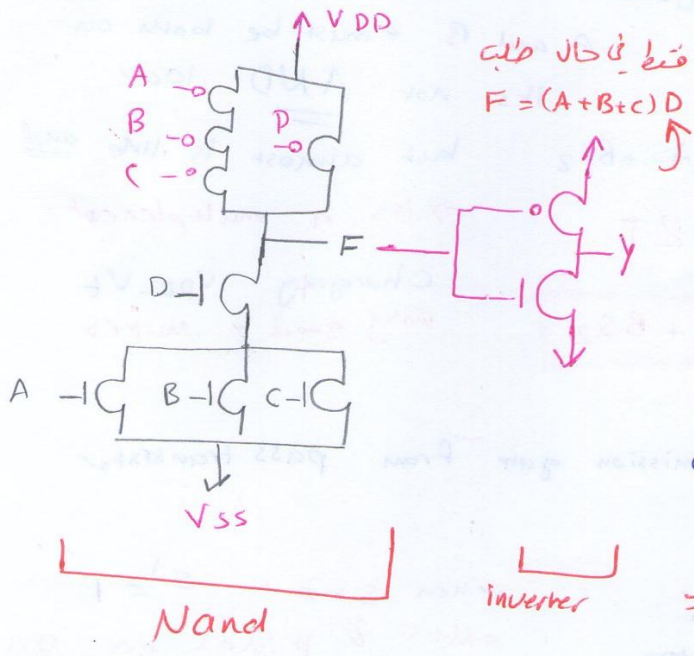 VDD
فقط في حال طلب
F = (A+B+C) D
A
B
C
D
F
Y
D
A
B
C
VSS
Nand
inverter